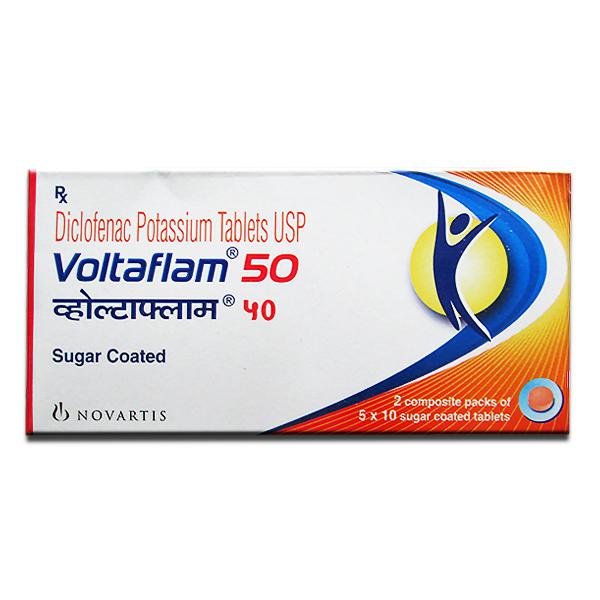 Rx
Diclofenac Potassium Tablets USP
Voltaflam® 50
व्होल्टाफ्लाम® ५०
Sugar Coated
NOVARTIS
2 composite packs of
5 x 10 sugar coated tablets